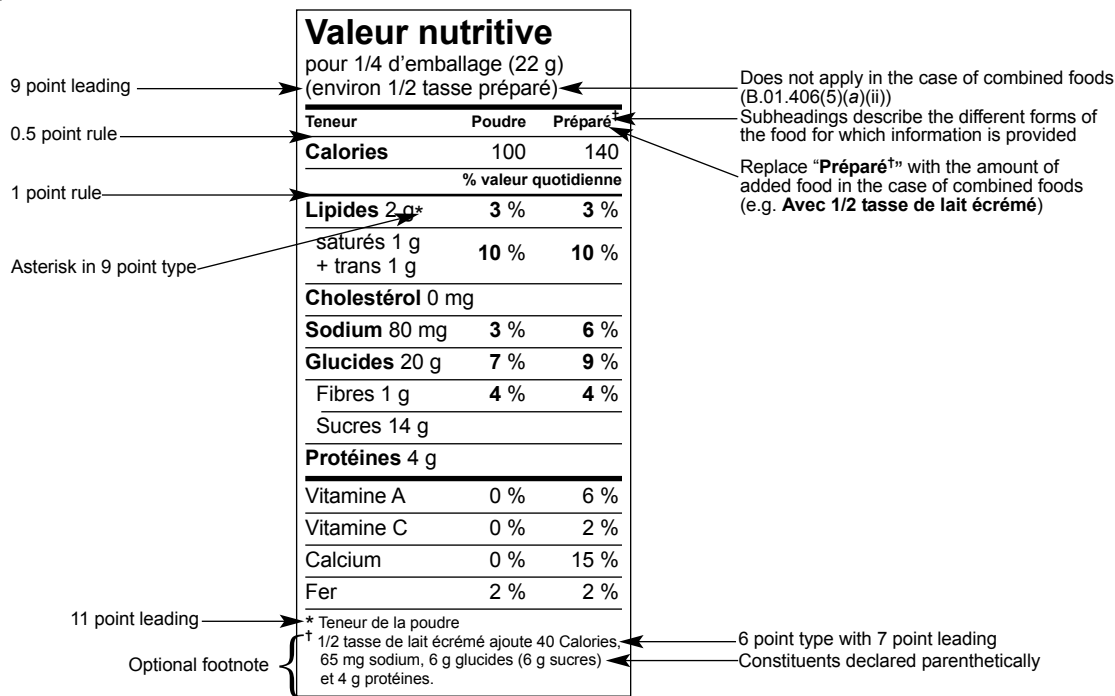 Valeur nutritive
pour 1/4 d’emballage (22 g)
9 point leading
(environ 1/2 tasse préparé)
Does not apply in the case of combined foods
(B.01.406(5)(a)(ii))
Teneur Poudre Préparé†
Subheadings describe the different forms of
the food for which information is provided
0.5 point rule
Calories 100 140
Replace “Préparé†” with the amount of
added food in the case of combined foods
(e.g. Avec 1/2 tasse de lait écrémé)
% valeur quotidienne
1 point rule
Lipides 2 g* 3 % 3 %
saturés 1 g
+ trans 1 g
10 % 10 %
Asterisk in 9 point type
Cholestérol 0 mg
Sodium 80 mg 3 % 6 %
Glucides 20 g 7 % 9 %
Fibres 1 g 4 % 4 %
Sucres 14 g
Protéines 4 g
Vitamine A 0 % 6 %
Vitamine C 0 % 2 %
Calcium 0 % 15 %
Fer 2 % 2 %
11 point leading
* Teneur de la poudre
† 1/2 tasse de lait écrémé ajoute 40 Calories,
65 mg sodium, 6 g glucides (6 g sucres)
et 4 g protéines.
Optional footnote
6 point type with 7 point leading
Constituents declared parenthetically